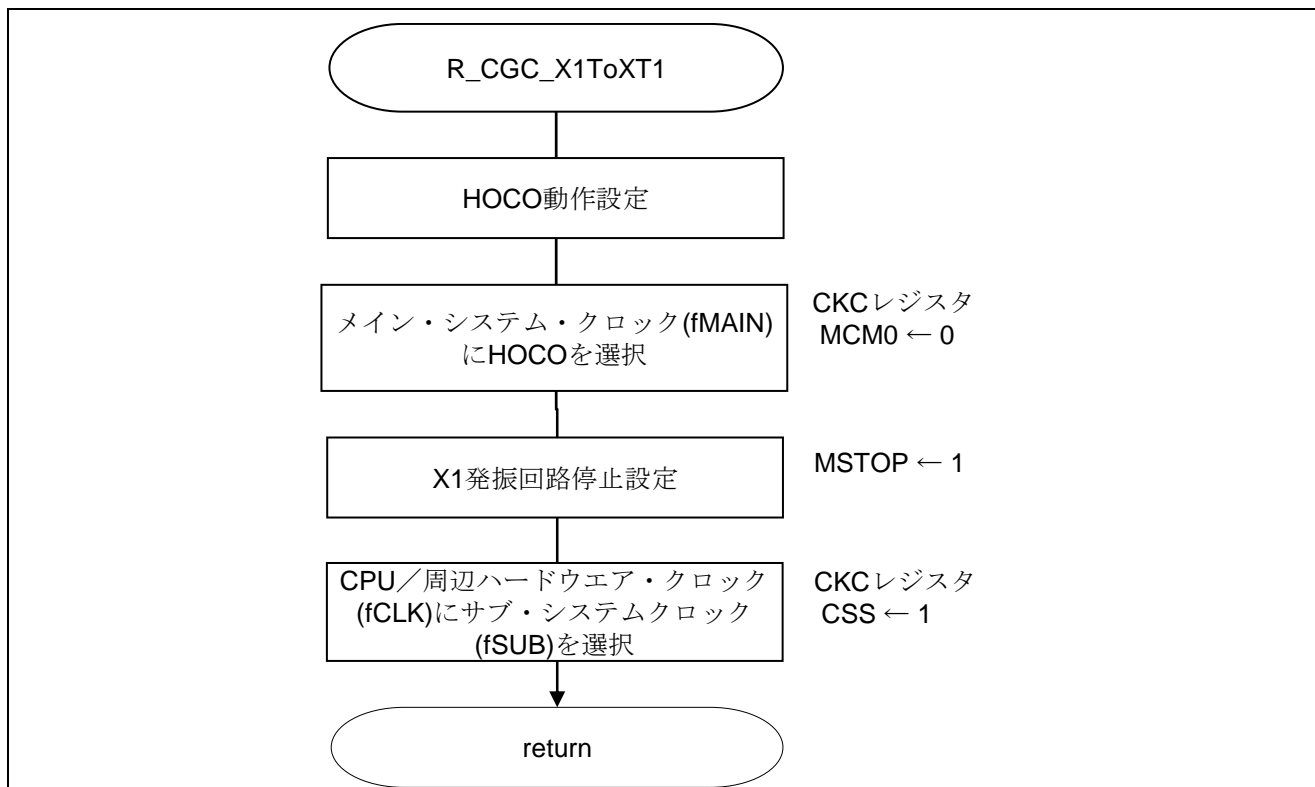 R_CGC_X1ToXT1
HOCO動作設定
メイン・システム・クロック(fMAIN)
にHOCOを選択
CKCレジスタ
MCM0 ← 0
X1発振回路停止設定
MSTOP ← 1
CPU／周辺ハードウエア・クロック
(fCLK)にサブ・システムクロック
(fSUB)を選択
CKCレジスタ
CSS ← 1
return